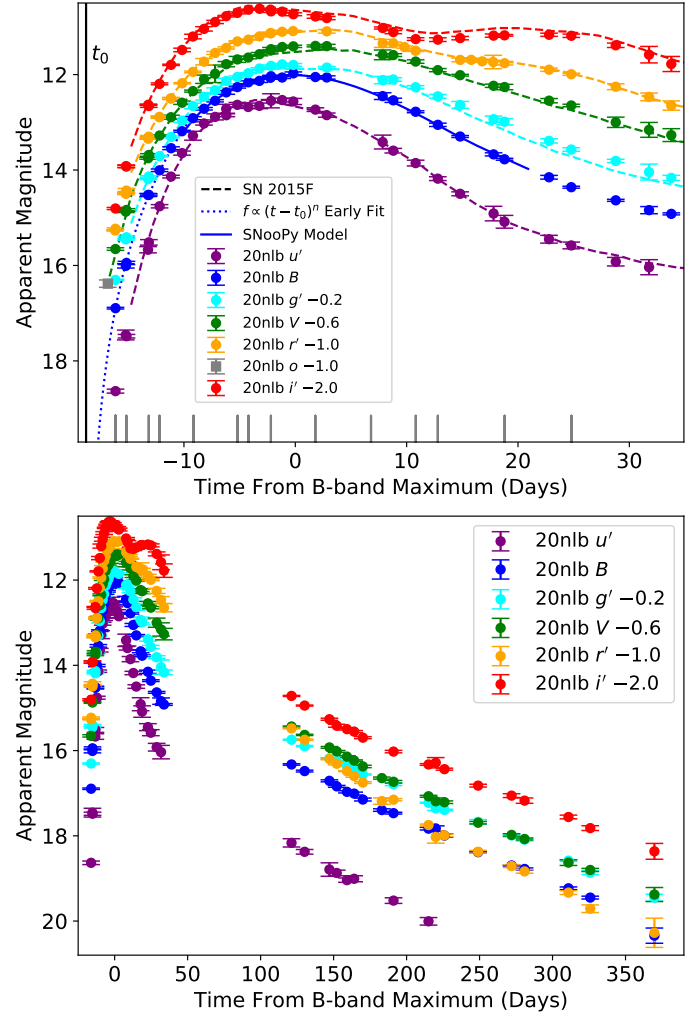 t₀
12
14
16
18
Apparent Magnitude
SN 2015F
f ∝ (t − t₀)ⁿ Early Fit
SNooPy Model
20nlb u′
20nlb B
20nlb g′ −0.2
20nlb V −0.6
20nlb r′ −1.0
20nlb o −1.0
20nlb i′ −2.0
−10 0 10 20 30
Time From B-band Maximum (Days)
12
14
16
18
20
Apparent Magnitude
20nlb u′
20nlb B
20nlb g′ −0.2
20nlb V −0.6
20nlb r′ −1.0
20nlb i′ −2.0
0 50 100 150 200 250 300 350
Time From B-band Maximum (Days)